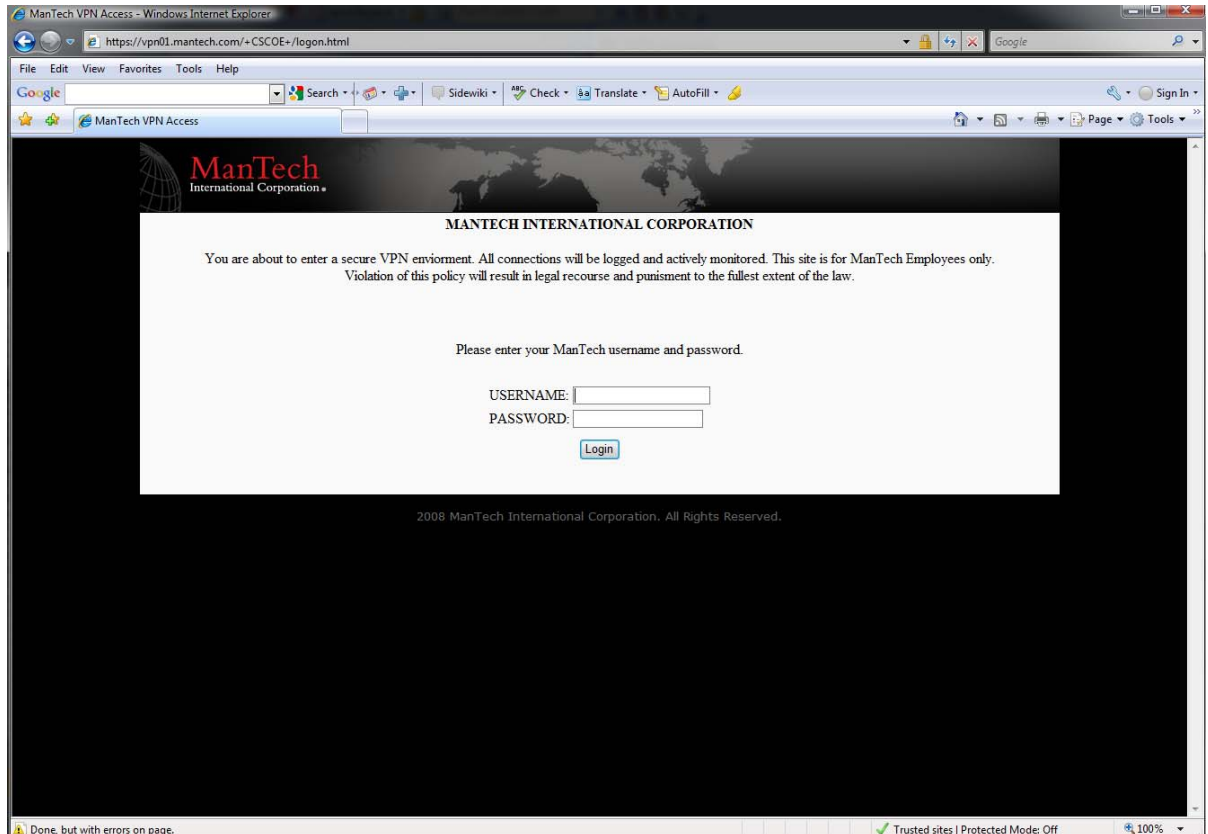 ManTech VPN Access - Windows Internet Explorer
https://vpn01.mantech.com/+CSCOE+/logon.html
Google
File Edit View Favorites Tools Help
Google Search Sidewiki ABC Check aあ Translate AutoFill Sign In
ManTech VPN Access Page Tools
ManTech
International Corporation
MANTECH INTERNATIONAL CORPORATION
You are about to enter a secure VPN enviorment. All connections will be logged and actively monitored. This site is for ManTech Employees only.
Violation of this policy will result in legal recourse and punisment to the fullest extent of the law.
Please enter your ManTech username and password.
USERNAME:
PASSWORD:
Login
2008 ManTech International Corporation. All Rights Reserved.
Done, but with errors on page. Trusted sites | Protected Mode: Off 100%